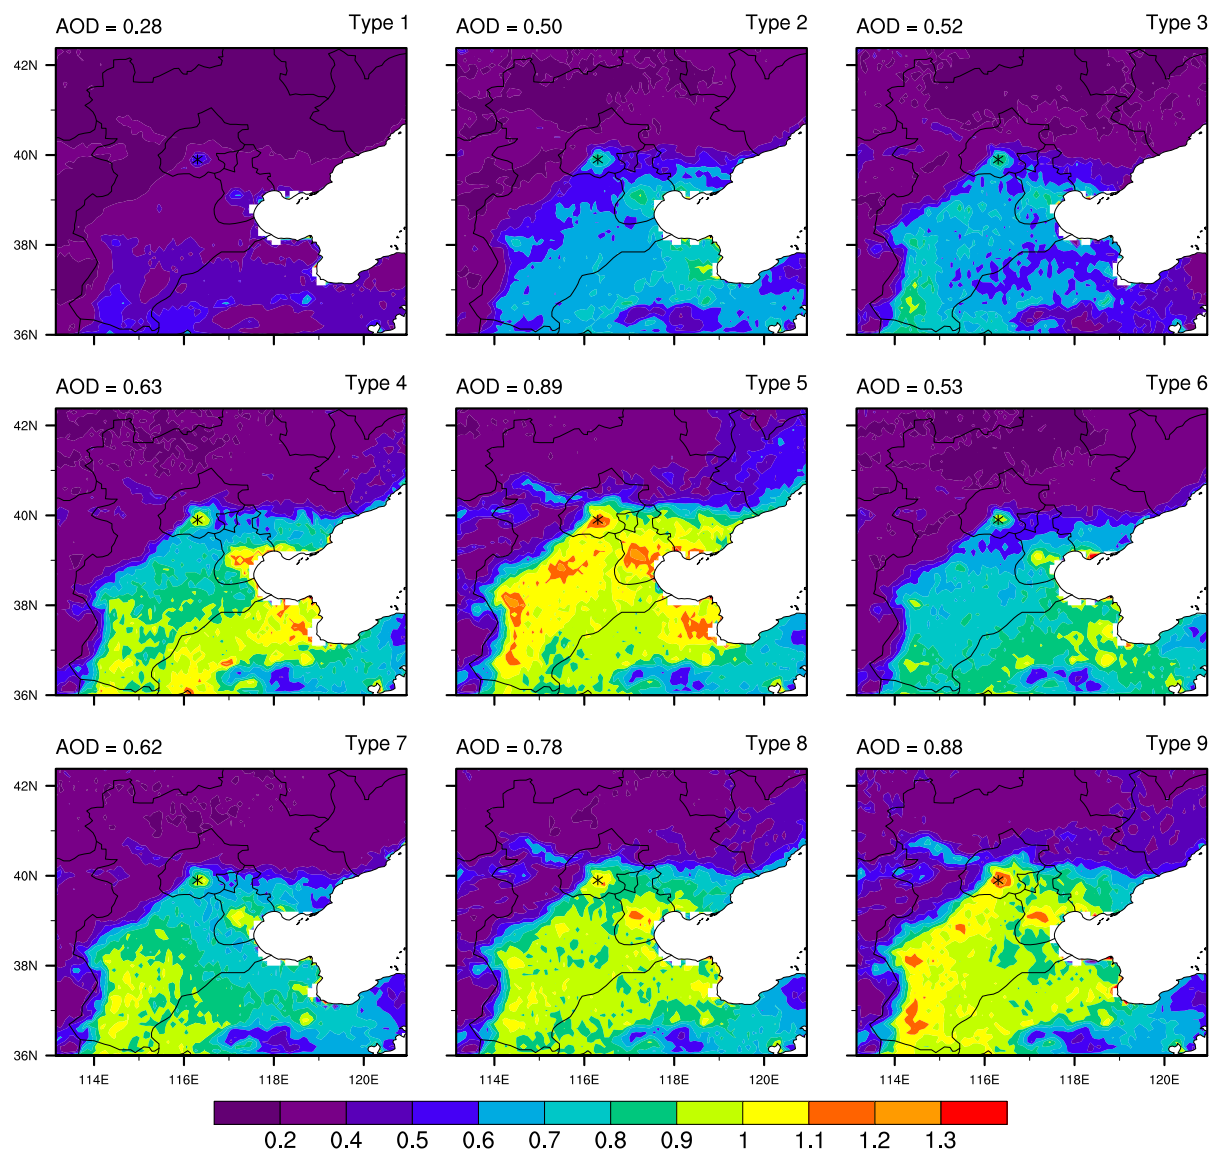 AOD = 0.28 Type 1 AOD = 0.50 Type 2 AOD = 0.52 Type 3
42N
40N
38N
36N
AOD = 0.63 Type 4 AOD = 0.89 Type 5 AOD = 0.53 Type 6
42N
40N
38N
36N
AOD = 0.62 Type 7 AOD = 0.78 Type 8 AOD = 0.88 Type 9
42N
40N
38N
36N
114E 116E 118E 120E 114E 116E 118E 120E 114E 116E 118E 120E
0.2 0.4 0.5 0.6 0.7 0.8 0.9 1 1.1 1.2 1.3